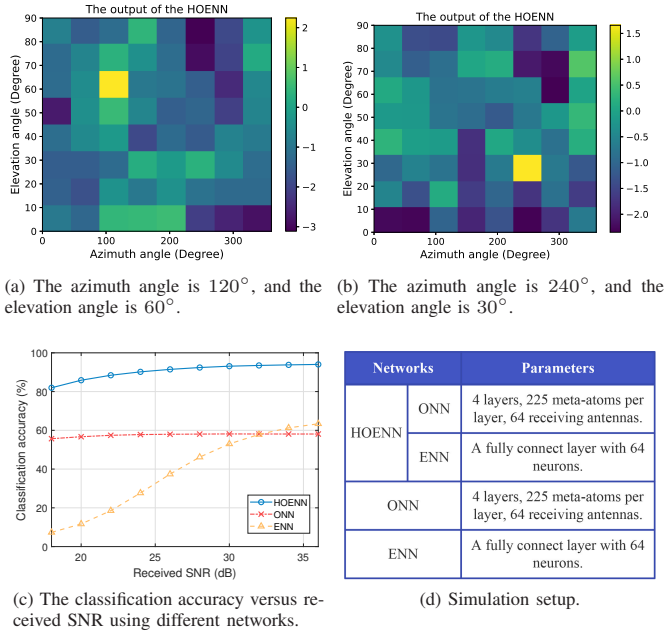 The output of the HOENN
90
80
70
60
50
40
30
20
10
0
Elevation angle (Degree)
0 100 200 300
Azimuth angle (Degree)
2
1
0
−1
−2
−3
(a) The azimuth angle is 120°, and the
elevation angle is 60°.
The output of the HOENN
90
80
70
60
50
40
30
20
10
0
Elevation angle (Degree)
0 100 200 300
Azimuth angle (Degree)
1.5
1.0
0.5
0.0
−0.5
−1.0
−1.5
−2.0
(b) The azimuth angle is 240°, and the
elevation angle is 30°.
100
80
60
40
20
0
Classification accuracy (%)
20 25 30 35
Received SNR (dB)
HOENN
ONN
ENN
(c) The classification accuracy versus re-
ceived SNR using different networks.
Networks Parameters
HOENN
ONN
4 layers, 225 meta-atoms per
layer, 64 receiving antennas.
ENN
A fully connect layer with 64
neurons.
ONN
4 layers, 225 meta-atoms per
layer, 64 receiving antennas.
ENN
A fully connect layer with 64
neurons.
(d) Simulation setup.